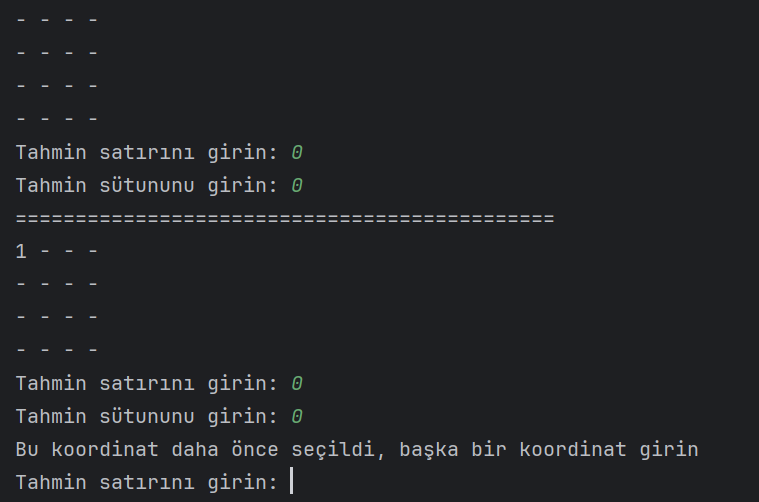 - - - -
- - - -
- - - -
- - - -
Tahmin satırını girin: 0
Tahmin sütununu girin: 0
=============================================
1 - - -
- - - -
- - - -
- - - -
Tahmin satırını girin: 0
Tahmin sütununu girin: 0
Bu koordinat daha önce seçildi, başka bir koordinat girin
Tahmin satırını girin: